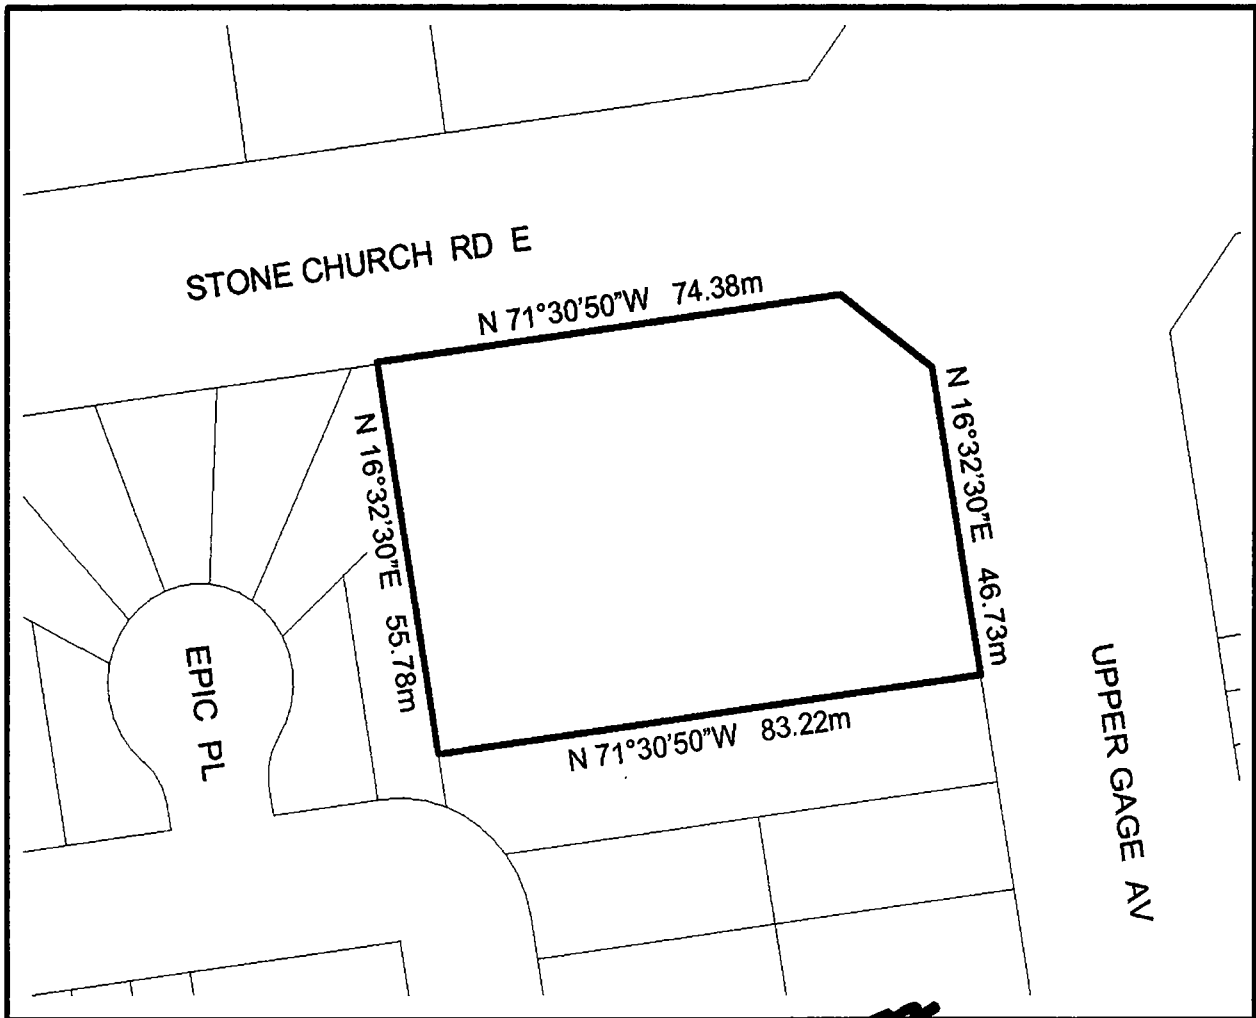 STONE CHURCH RD E
N 71°30'50"W 74.38m
N 16°32'30"E 55.78m
N 16°32'30"E 46.73m
EPIC PL
N 71°30'50"W 83.22m
UPPER GAGE AV